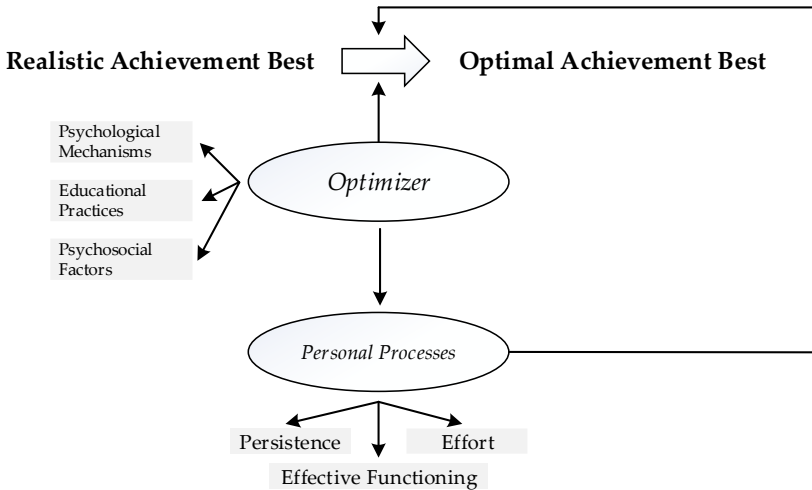 Realistic Achievement Best
Optimal Achievement Best
Psychological
Mechanisms
Optimizer
Educational
Practices
Psychosocial
Factors
Personal Processes
Persistence
Effort
Effective Functioning